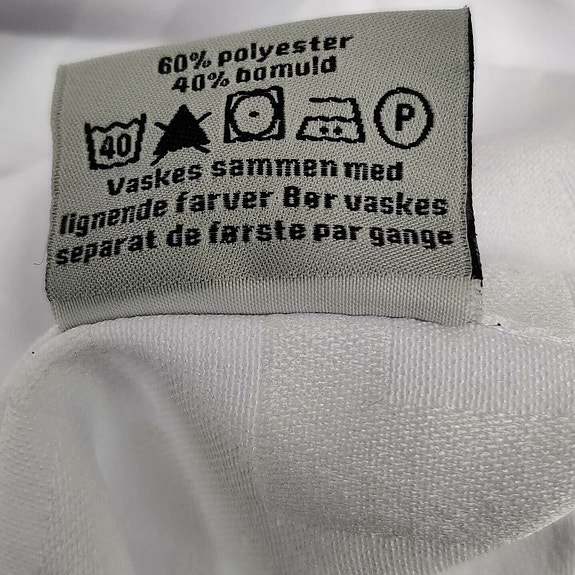 60% polyester
40% bomuld
40 P
Vaskes sammen med
lignende farver Bør vaskes
separat de første par gange